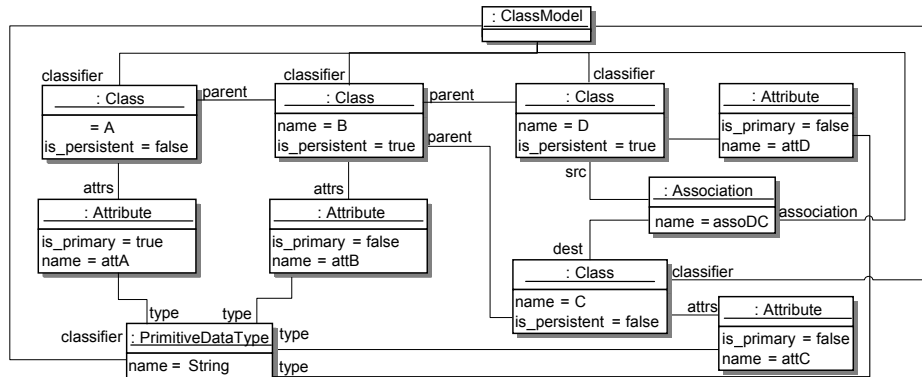 : ClassModel
classifier
classifier
classifier
: Class
= A
is_persistent = false
parent
: Class
name = B
is_persistent = true
parent
parent
: Class
name = D
is_persistent = true
: Attribute
is_primary = false
name = attD
attrs
attrs
src
: Attribute
is_primary = true
name = attA
: Attribute
is_primary = false
name = attB
: Association
name = assoDC
association
dest
: Class
name = C
is_persistent = false
classifier
attrs
: Attribute
is_primary = false
name = attC
type
type
classifier
: PrimitiveDataType
name = String
type
type